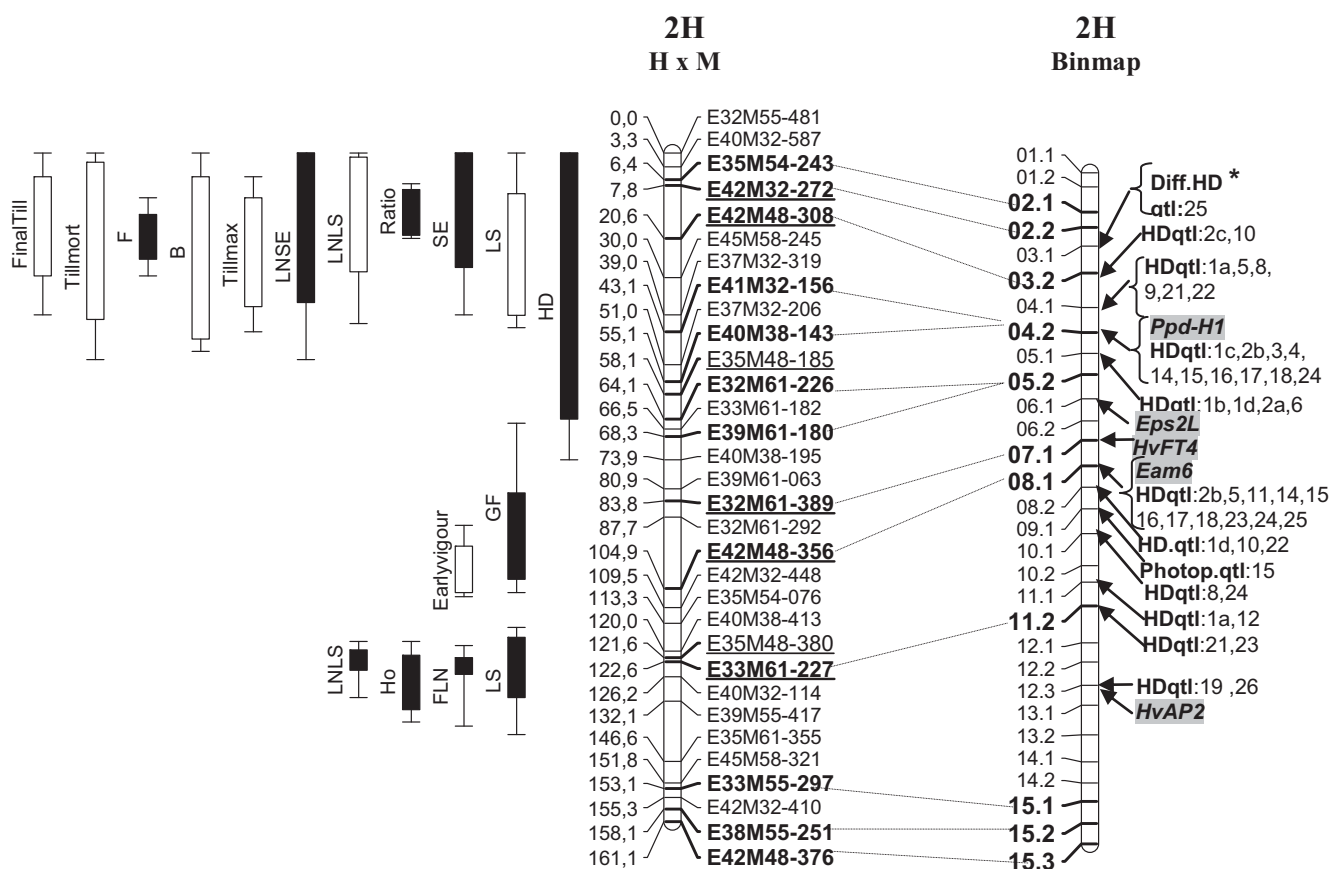 2H
H x M
2H
Binmap
FinalTill
Tillmort
F
B
Tillmax
LNSE
LNLS
Ratio
SE
LS
HD
Earlyvigour
GF
LNLS
Ho
FLN
LS
0,0 E32M55-481
3,3 E40M32-587
6,4 E35M54-243
7,8 E42M32-272
20,6 E42M48-308
30,0 E45M58-245
39,0 E37M32-319
43,1 E41M32-156
51,0 E37M32-206
55,1 E40M38-143
58,1 E35M48-185
64,1 E32M61-226
66,5 E33M61-182
68,3 E39M61-180
73,9 E40M38-195
80,9 E39M61-063
83,8 E32M61-389
87,7 E32M61-292
104,9 E42M48-356
109,5 E42M32-448
113,3 E35M54-076
120,0 E40M38-413
121,6 E35M48-380
122,6 E33M61-227
126,2 E40M32-114
132,1 E39M55-417
146,6 E35M61-355
151,8 E45M58-321
153,1 E33M55-297
155,3 E42M32-410
158,1 E38M55-251
161,1 E42M48-376
01.1
01.2
02.1
02.2
03.1
03.2
04.1
04.2
05.1
05.2
06.1
06.2
07.1
08.1
08.2
09.1
10.1
10.2
11.1
11.2
12.1
12.2
12.3
13.1
13.2
14.1
14.2
15.1
15.2
15.3
Diff.HD *
qtl:25
HDqtl:2c,10
HDqtl:1a,5,8,
9,21,22
Ppd-H1
HDqtl:1c,2b,3,4,
14,15,16,17,18,24
HDqtl:1b,1d,2a,6
Eps2L
HvFT4
Eam6
HDqtl:2b,5,11,14,15
16,17,18,23,24,25
HD.qtl:1d,10,22
Photop.qtl:15
HDqtl:8,24
HDqtl:1a,12
HDqtl:21,23
HDqtl:19 ,26
HvAP2